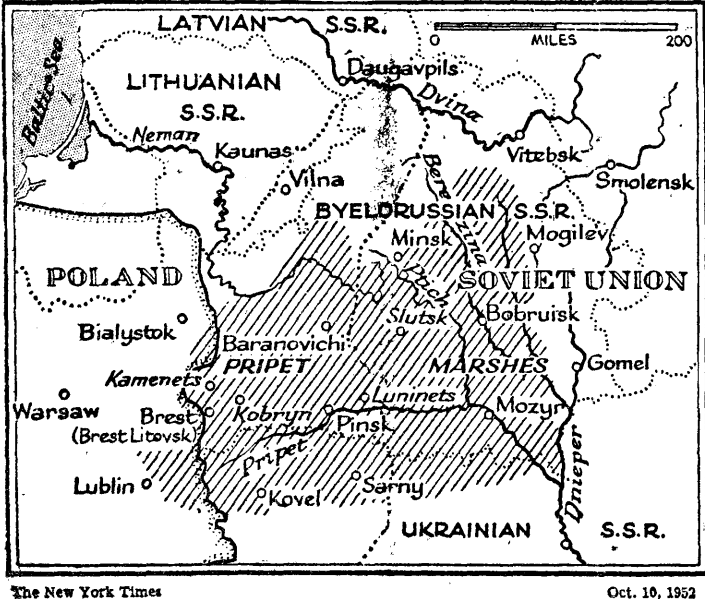 LATVIAN S.S.R.
0 MILES 200
Daugavpils
LITHUANIAN
S.S.R.
Baltic Sea
Dvina
Neman
Vitebsk
Kaunas
Smolensk
Vilna
Berezina
BYELORUSSIAN S.S.R.
Minsk
Mogilev
POLAND
Ptich
SOVIET UNION
Bialystok
Slutsk
Bobruisk
Baranovichi
PRIPET MARSHES
Gomel
Kamenets
Warsaw
Luninets
Brest
Kobryn
Mozyr
(Brest Litovsk)
Pinsk
Pripet
Lublin
Sarny
Dnieper
Kovel
UKRAINIAN S.S.R.
The New York Times Oct. 10, 1952